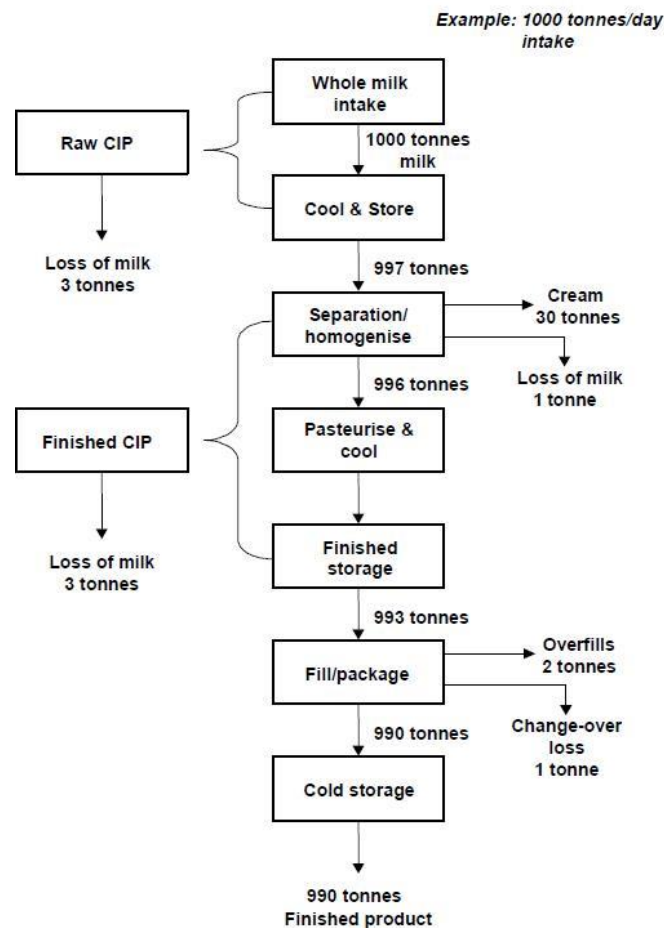 Example: 1000 tonnes/day
intake
Whole milk
intake
Raw CIP
1000 tonnes
milk
Cool & Store
Loss of milk
3 tonnes
997 tonnes
Separation/
homogenise
Cream
30 tonnes
Loss of milk
1 tonne
996 tonnes
Finished CIP
Pasteurise &
cool
Loss of milk
3 tonnes
Finished
storage
993 tonnes
Fill/package
Overfills
2 tonnes
Change-over
loss
1 tonne
990 tonnes
Cold storage
990 tonnes
Finished product